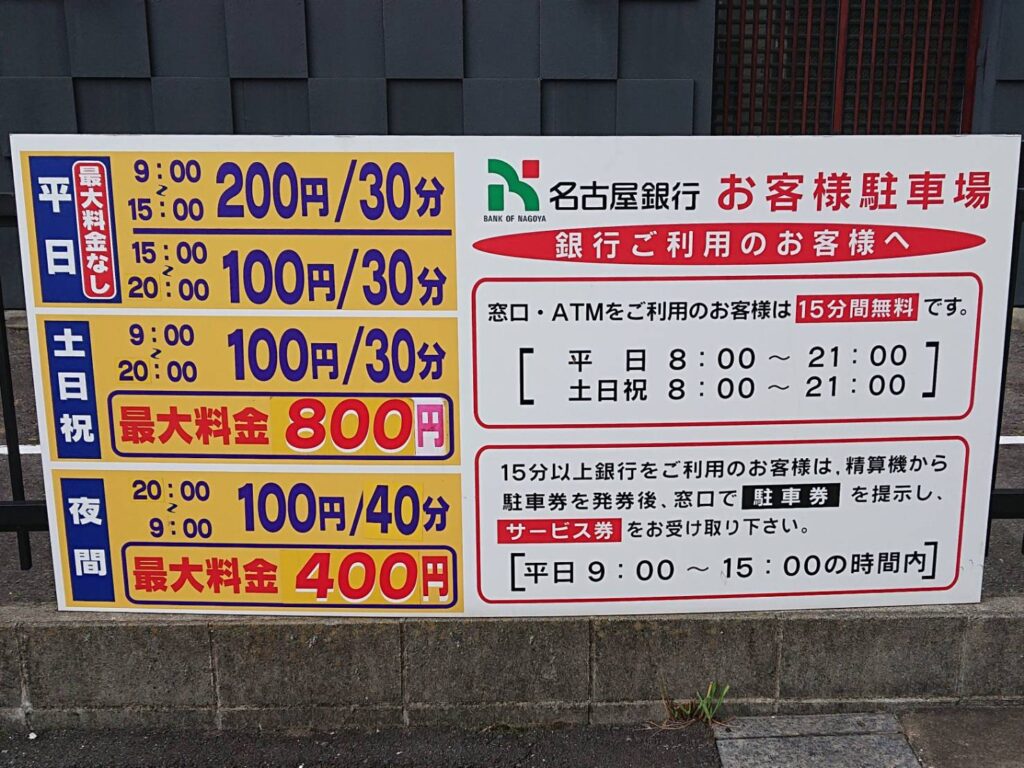 平日
最大料金なし
9:00
~
15:00
200円/30分
15:00
~
20:00
100円/30分
土日祝
9:00
~
20:00
100円/30分
最大料金 800円
夜間
20:00
~
9:00
100円/40分
最大料金 400円
BANK OF NAGOYA
名古屋銀行 お客様駐車場
銀行ご利用のお客様へ
窓口・ATMをご利用のお客様は 15分間無料 です。
平 日 8:00 ~ 21:00
土日祝 8:00 ~ 21:00
15分以上銀行をご利用のお客様は、精算機から
駐車券を発券後、窓口で 駐車券 を提示し、
サービス券 をお受け取り下さい。
[平日 9:00 ~ 15:00の時間内]